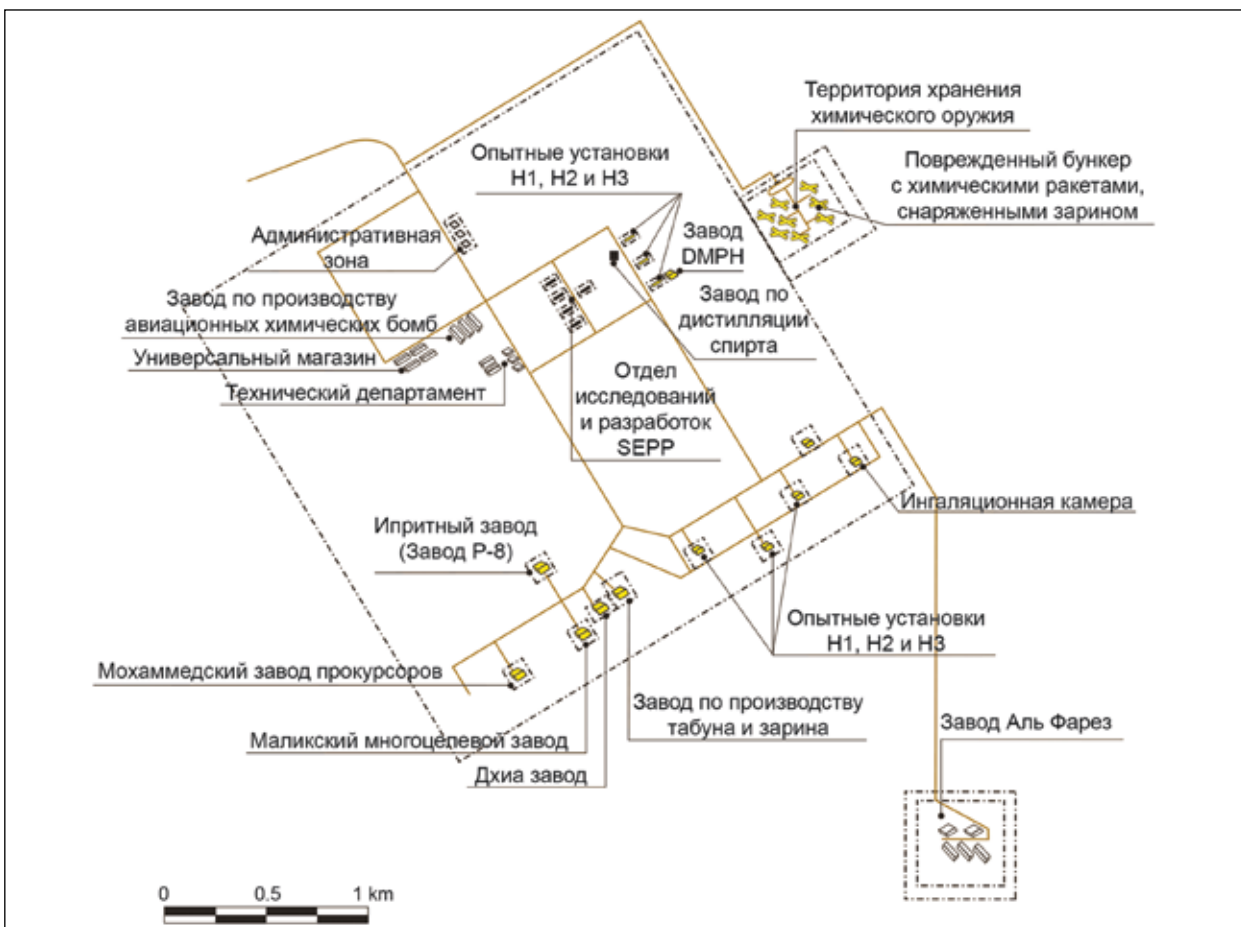 Территория хранения
химического оружия
Опытные установки
Н1, Н2 и Н3
Поврежденный бункер
с химическими ракетами,
снаряженными зарином
Административная
зона
Завод
DMPH
Завод по производству
авиационных химических бомб
Завод по
дистилляции
спирта
Универсальный магазин
Технический департамент
Отдел
исследований
и разработок
SEPP
Ингаляционная камера
Ипритный завод
(Завод Р-8)
Опытные установки
Н1, Н2 и Н3
Мохаммедский завод прокурсоров
Завод по производству
табуна и зарина
Завод Аль Фарез
Маликский многоцелевой завод
Дхиа завод
0 0.5 1 km